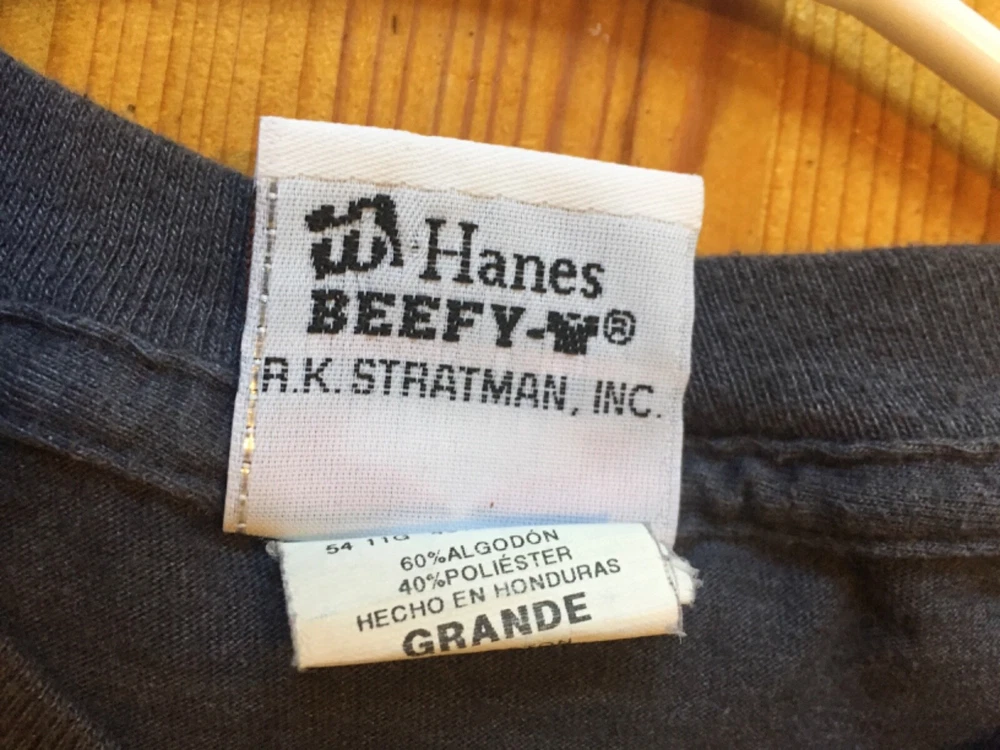 Hanes
BEEFY-®
R.K. STRATMAN, INC.
54 11G
60%ALGODÓN
40%POLIÉSTER
HECHO EN HONDURAS
GRANDE